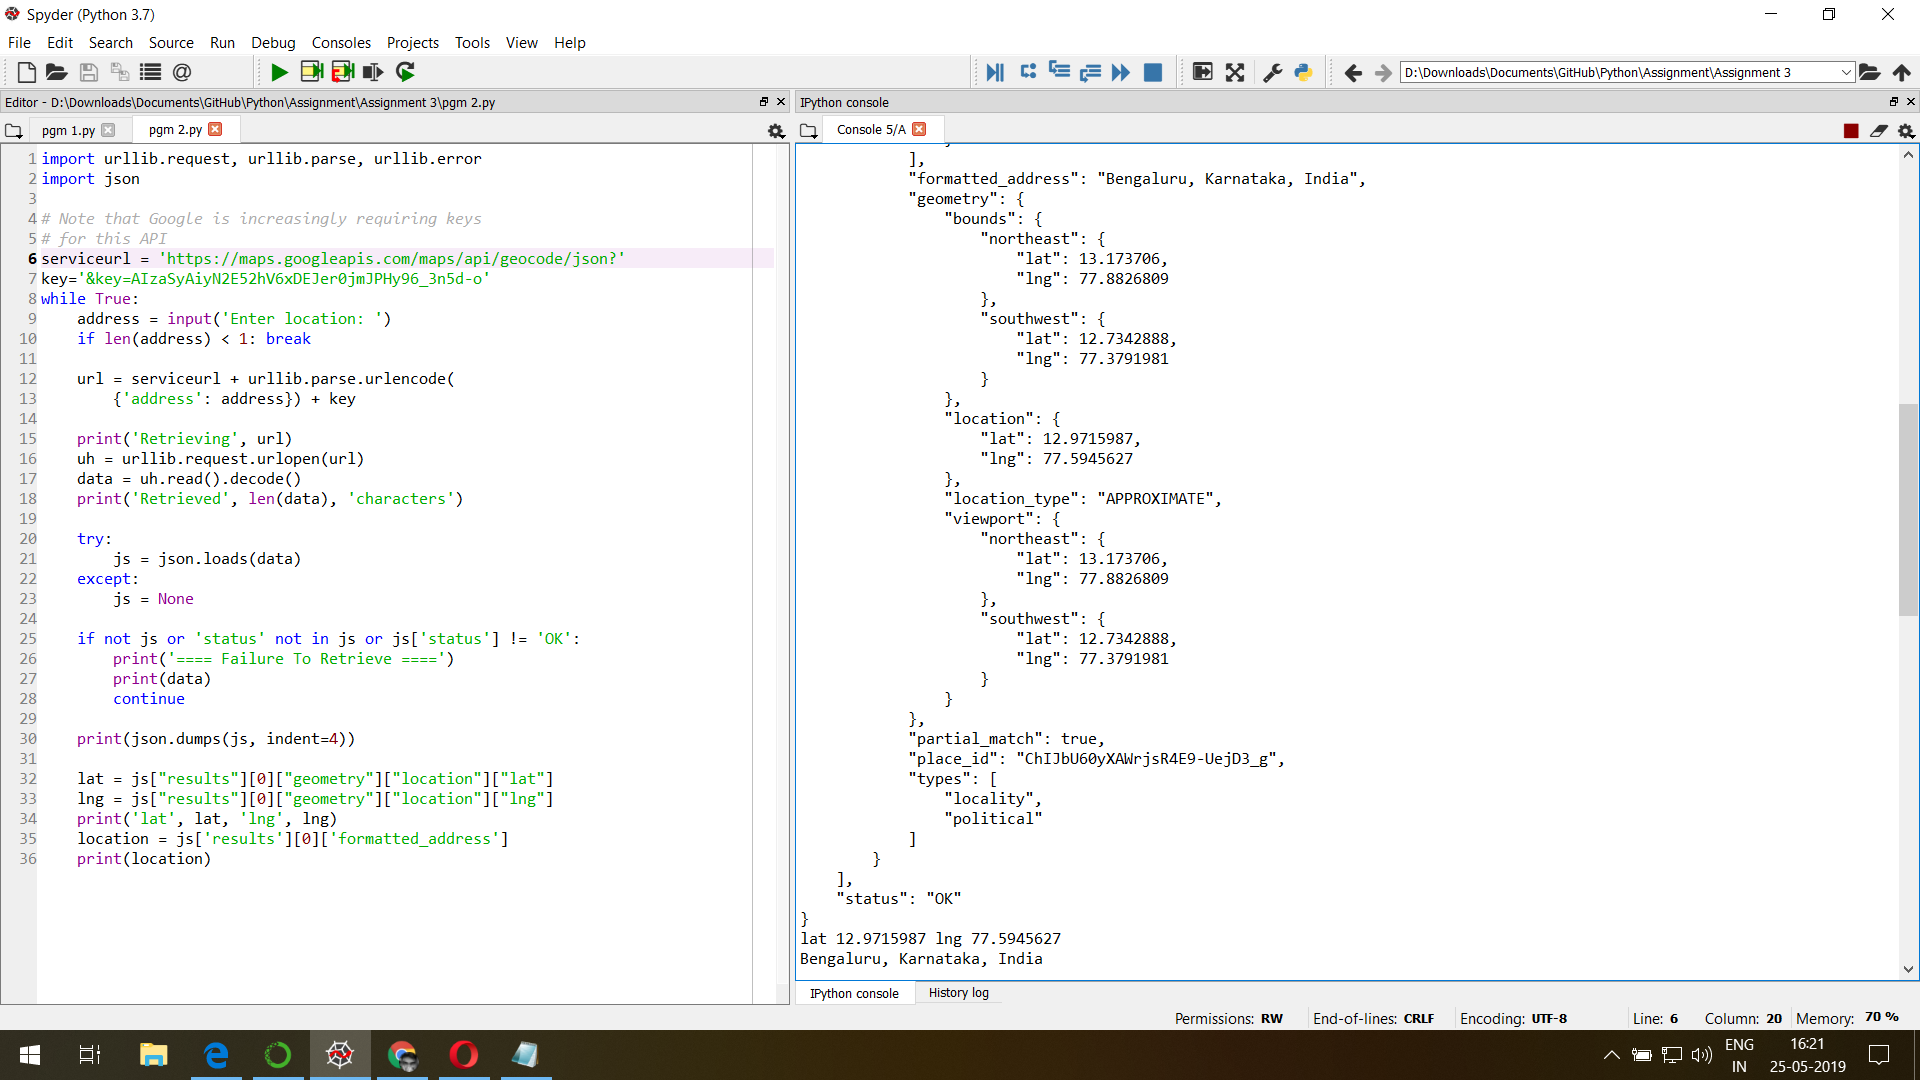 Spyder (Python 3.7)
File Edit Search Source Run Debug Consoles Projects Tools View Help
D:\Downloads\Documents\GitHub\Python\Assignment\Assignment 3
Editor - D:\Downloads\Documents\GitHub\Python\Assignment\Assignment 3\pgm 2.py
pgm 1.py pgm 2.py
1 import urllib.request, urllib.parse, urllib.error
2 import json
3
4 # Note that Google is increasingly requiring keys
5 # for this API
6 serviceurl = 'https://maps.googleapis.com/maps/api/geocode/json?'
7 key='&key=AIzaSyAiyN2E52hV6xDEJer0jmJPHy96_3n5d-o'
8 while True:
9     address = input('Enter location: ')
10     if len(address) < 1: break
11
12     url = serviceurl + urllib.parse.urlencode(
13         {'address': address}) + key
14
15     print('Retrieving', url)
16     uh = urllib.request.urlopen(url)
17     data = uh.read().decode()
18     print('Retrieved', len(data), 'characters')
19
20     try:
21         js = json.loads(data)
22     except:
23         js = None
24
25     if not js or 'status' not in js or js['status'] != 'OK':
26         print('==== Failure To Retrieve ====')
27         print(data)
28         continue
29
30     print(json.dumps(js, indent=4))
31
32     lat = js["results"][0]["geometry"]["location"]["lat"]
33     lng = js["results"][0]["geometry"]["location"]["lng"]
34     print('lat', lat, 'lng', lng)
35     location = js['results'][0]['formatted_address']
36     print(location)
IPython console
Console 5/A
            ],
            "formatted_address": "Bengaluru, Karnataka, India",
            "geometry": {
                "bounds": {
                    "northeast": {
                        "lat": 13.173706,
                        "lng": 77.8826809
                    },
                    "southwest": {
                        "lat": 12.7342888,
                        "lng": 77.3791981
                    }
                },
                "location": {
                    "lat": 12.9715987,
                    "lng": 77.5945627
                },
                "location_type": "APPROXIMATE",
                "viewport": {
                    "northeast": {
                        "lat": 13.173706,
                        "lng": 77.8826809
                    },
                    "southwest": {
                        "lat": 12.7342888,
                        "lng": 77.3791981
                    }
                }
            },
            "partial_match": true,
            "place_id": "ChIJbU60yXAWrjsR4E9-UejD3_g",
            "types": [
                "locality",
                "political"
            ]
        }
    ],
    "status": "OK"
}
lat 12.9715987 lng 77.5945627
Bengaluru, Karnataka, India
IPython console History log
Permissions: RW End-of-lines: CRLF Encoding: UTF-8 Line: 6 Column: 20 Memory: 70 %
ENG
IN
16:21
25-05-2019